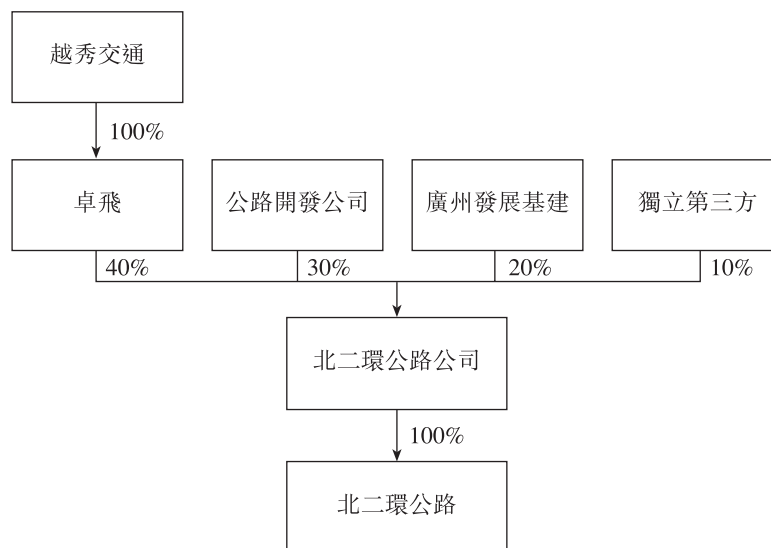 越秀交通
100%
卓飛
公路開發公司
廣州發展基建
獨立第三方
40%
30%
20%
10%
北二環公路公司
100%
北二環公路